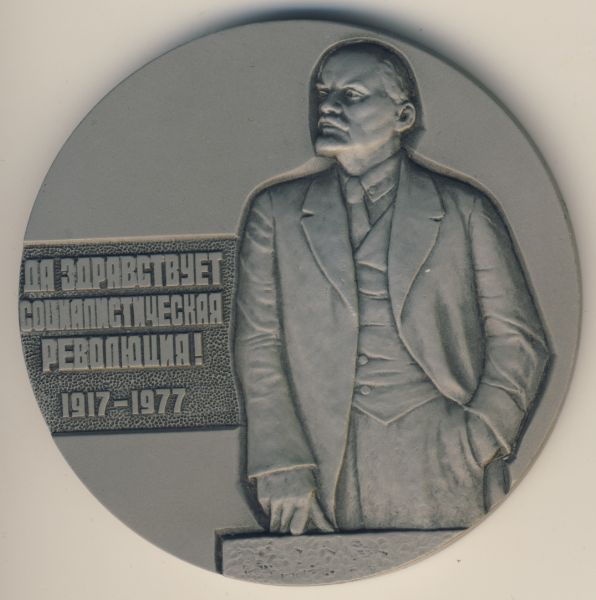 ДА ЗДРАВСТВУЕТ
СОЦИАЛИСТИЧЕСКАЯ
РЕВОЛЮЦИЯ!
1917-1977